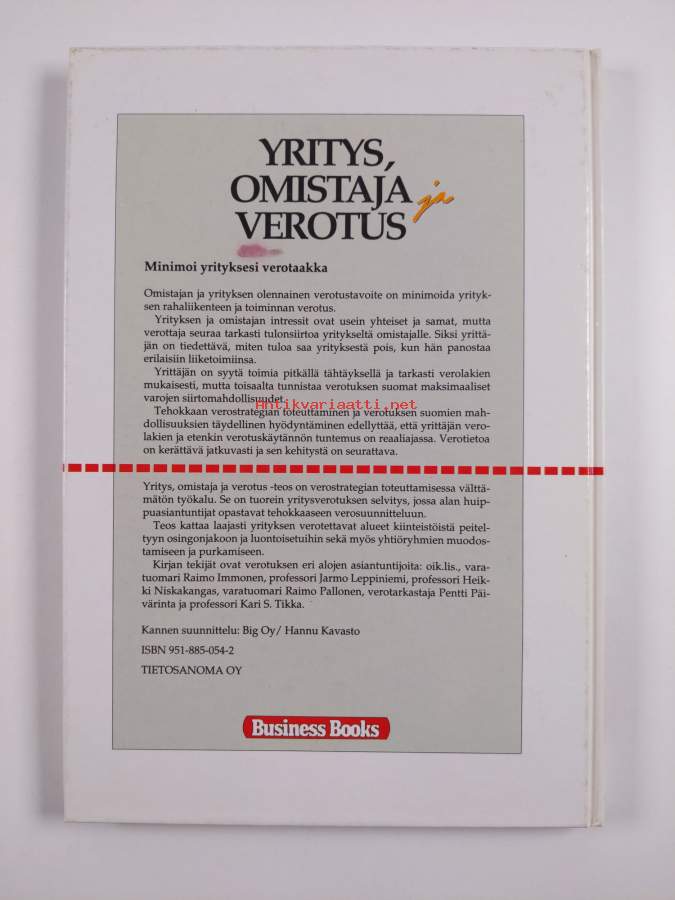 YRITYS,
OMISTAJA ja
VEROTUS
Minimoi yrityksesi verotaakka
Omistajan ja yrityksen olennainen verotustavoite on minimoida yrityk-
sen rahaliikenteen ja toiminnan verotus.
Yrityksen ja omistajan intressit ovat usein yhteiset ja samat, mutta
verottaja seuraa tarkasti tulonsiirtoa yritykseltä omistajalle. Siksi yrittä-
jän on tiedettävä, miten tuloa saa yrityksestä pois, kun hän panostaa
erilaisiin liiketoimiinsa.
Yrittäjän on syytä toimia pitkällä tähtäyksellä ja tarkasti verolakien
mukaisesti, mutta toisaalta tunnistaa verotuksen suomat maksimaaliset
varojen siirtomahdollisuudet.
Antikvariaatti.net
Tehokkaan verostrategian toteuttaminen ja verotuksen suomien mah-
dollisuuksien täydellinen hyödyntäminen edellyttää, että yrittäjän vero-
lakien ja etenkin verotuskäytännön tuntemus on reaaliajassa. Verotietoa
on kerättävä jatkuvasti ja sen kehitystä on seurattava.
Yritys, omistaja ja verotus -teos on verostrategian toteuttamisessa välttä-
mätön työkalu. Se on tuorein yritysverotuksen selvitys, jossa alan huip-
puasiantuntijat opastavat tehokkaaseen verosuunnitteluun.
Teos kattaa laajasti yrityksen verotettavat alueet kiinteistöistä peitel-
tyyn osingonjakoon ja luontoisetuihin sekä myös yhtiöryhmien muodos-
tamiseen ja purkamiseen.
Kirjan tekijät ovat verotuksen eri alojen asiantuntijoita: oik.lis., vara-
tuomari Raimo Immonen, professori Jarmo Leppiniemi, professori Heik-
ki Niskakangas, varatuomari Raimo Pallonen, verotarkastaja Pentti Päi-
värinta ja professori Kari S. Tikka.
Kannen suunnittelu: Big Oy/ Hannu Kavasto
ISBN 951-885-054-2
TIETOSANOMA OY
Business Books